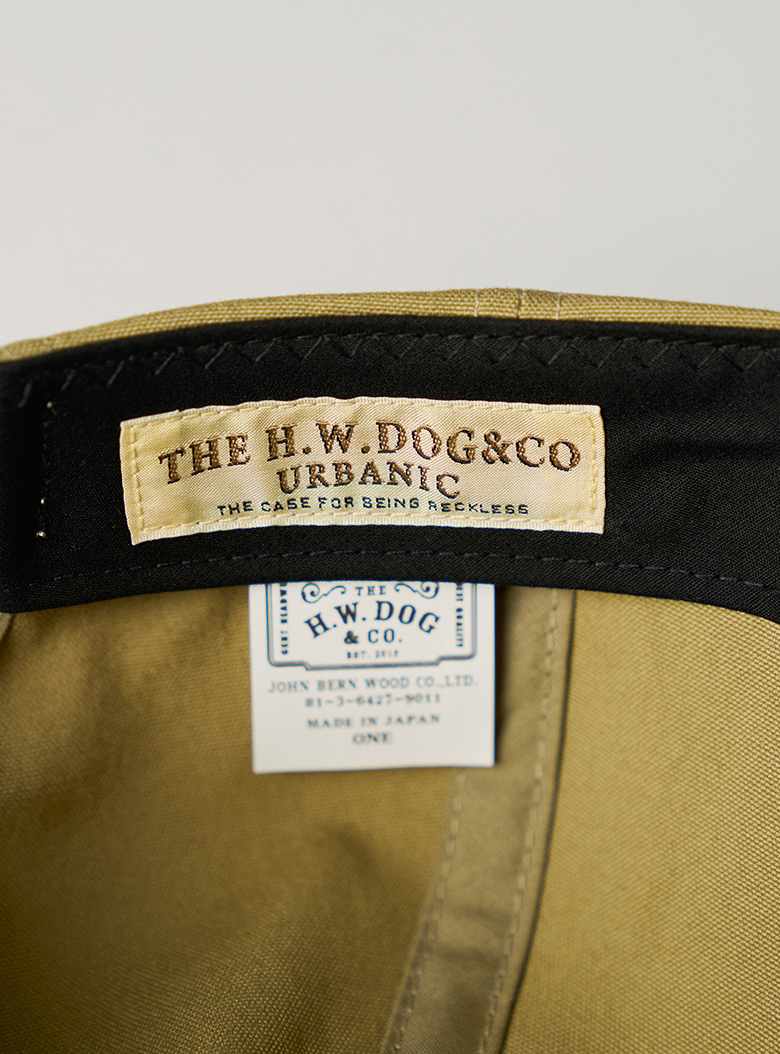 THE H.W.DOG&CO
URBANIC
THE CASE FOR BEING RECKLESS
THE
H.W. DOG
& CO.
EST. 2012
JOHN BERN WOOD CO.,LTD.
81-3-6427-9011
MADE IN JAPAN
ONE